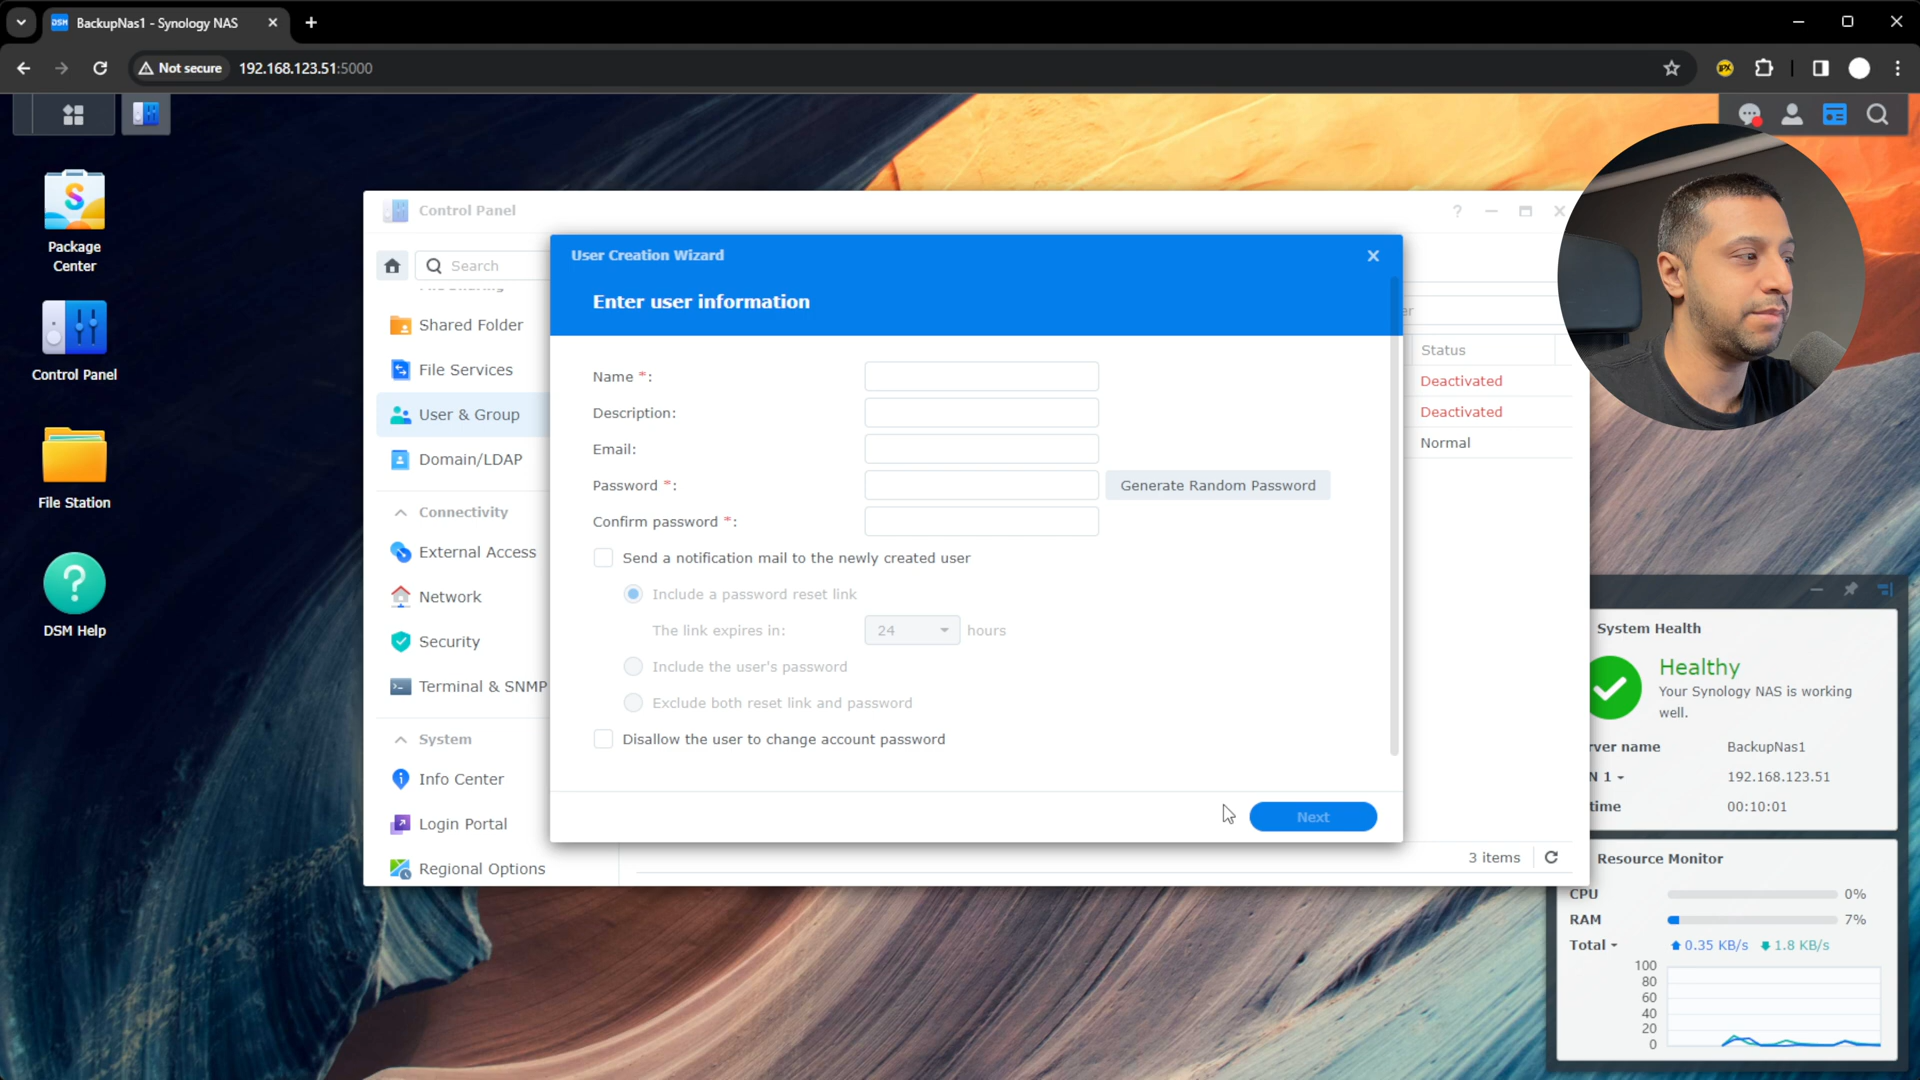 DSM BackupNas1 - Synology NAS
Not secure 192.168.123.51:5000
Package
Center
Control Panel
File Station
DSM Help
Control Panel
Search
Shared Folder
File Services
User & Group
Domain/LDAP
Connectivity
External Access
Network
Security
Terminal & SNMP
System
Info Center
Login Portal
Regional Options
User Creation Wizard
Enter user information
Name *:
Description:
Email:
Password *:
Generate Random Password
Confirm password *:
Send a notification mail to the newly created user
Include a password reset link
The link expires in: 24 hours
Include the user's password
Exclude both reset link and password
Disallow the user to change account password
Next
er
Status
Deactivated
Deactivated
Normal
3 items
System Health
Healthy
Your Synology NAS is working
well.
rver name BackupNas1
N 1 192.168.123.51
time 00:10:01
Resource Monitor
CPU 0%
RAM 7%
Total 0.35 KB/s 1.8 KB/s
100
80
60
40
20
0